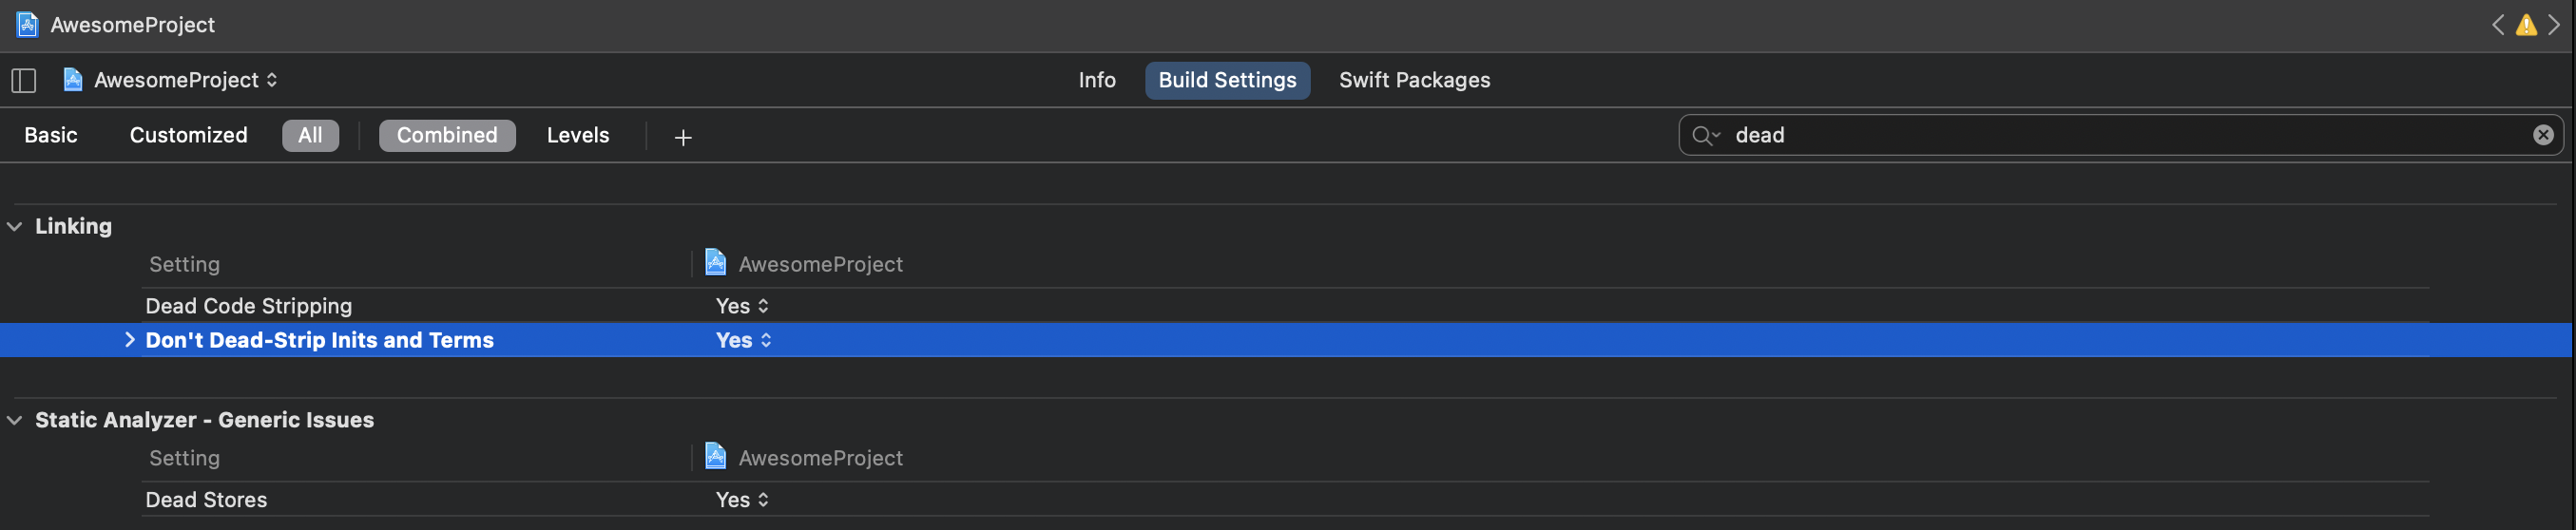 AwesomeProject
AwesomeProject Info Build Settings Swift Packages
Basic Customized All Combined Levels + dead
Linking
Setting AwesomeProject
Dead Code Stripping Yes
Don't Dead-Strip Inits and Terms Yes
Static Analyzer - Generic Issues
Setting AwesomeProject
Dead Stores Yes